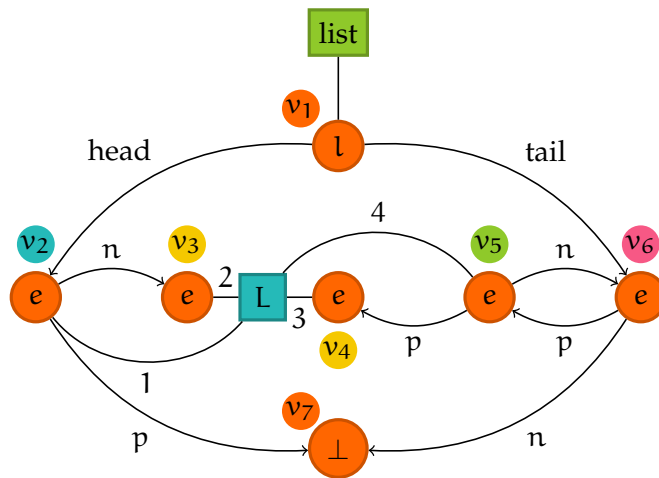 list
v₁
l
head
tail
4
v₂
n
v₃
v₅
n
v₆
e
e
2
L
3
e
e
e
v₄
p
p
1
v₇
p
⊥
n